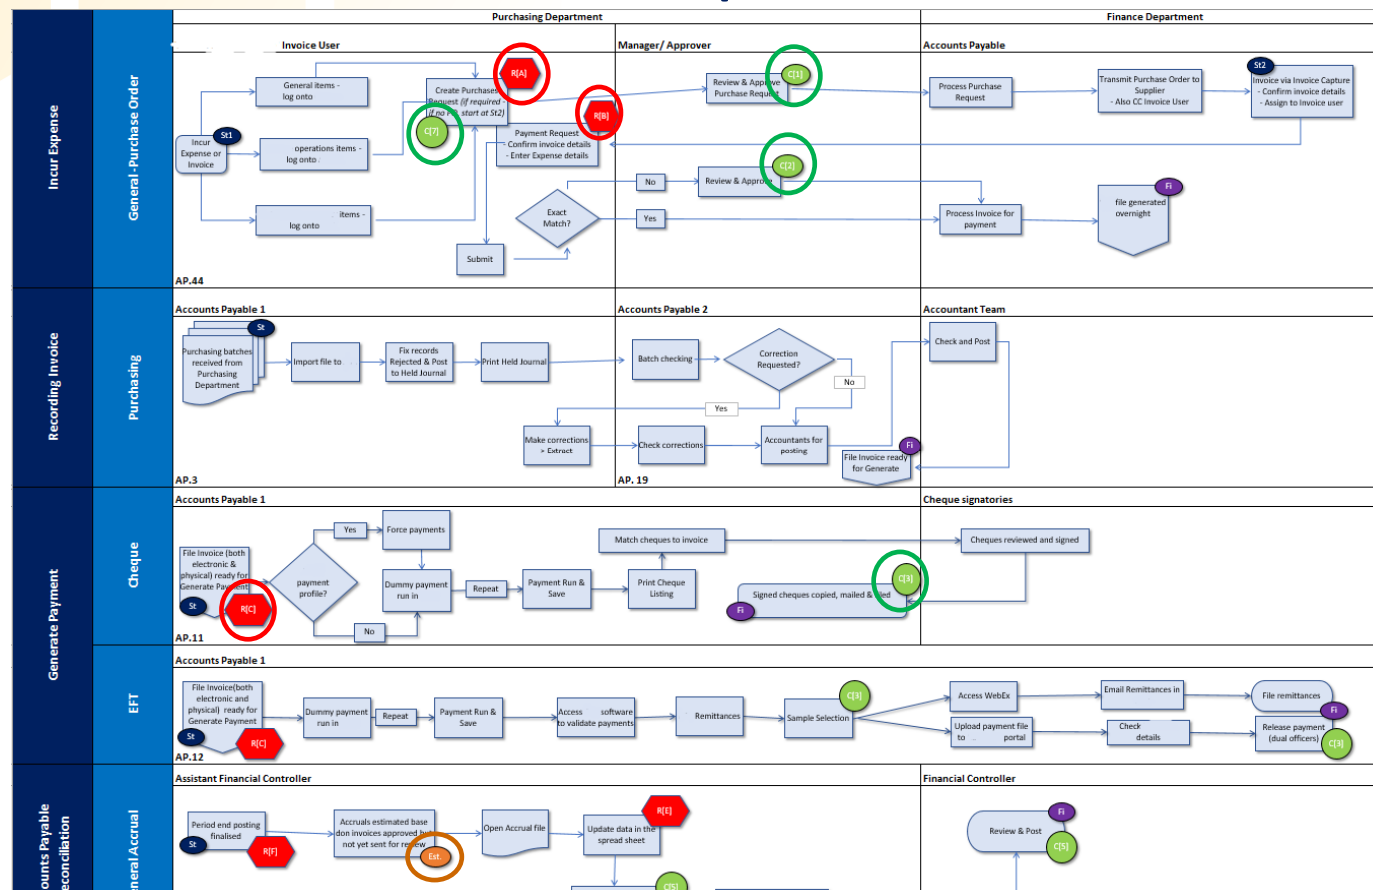 Purchasing Department
Finance Department
Invoice User
Manager/ Approver
Accounts Payable
Incur Expense
General -Purchase Order
Incur
Expense or
Invoice
St1
General items -
log onto
operations items -
log onto .
items -
log onto
Create Purchases
Request (if required -
if no PO, start at St2)
R[A]
C[7]
R[B]
Payment Request
- Confirm invoice details
- Enter Expense details
Submit
Exact
Match?
No
Yes
Review & Approve
Purchase Request
C[1]
Review & Approve
C[2]
Process Purchase
Request
Transmit Purchase Order to
Supplier
- Also CC Invoice User
St2
Invoice via Invoice Capture
- Confirm invoice details
- Assign to Invoice user
Process Invoice for
payment
Fi
file generated
overnight
AP.44
Recording Invoice
Purchasing
Accounts Payable 1
Accounts Payable 2
Accountant Team
St
Purchasing batches
received from
Purchasing
Department
Import file to
Fix records
Rejected & Post
to Held Journal
Print Held Journal
Batch checking
Correction
Requested?
No
Yes
Make corrections
> Extract
Check corrections
Accountants for
posting
Check and Post
Fi
File Invoice ready
for Generate
AP.3
AP. 19
Generate Payment
Cheque
Accounts Payable 1
Cheque signatories
File Invoice (both
electronic &
physical) ready for
Generate Payment
St
R[C]
payment
profile?
Yes
No
Force payments
Dummy payment
run in
Repeat
Payment Run &
Save
Print Cheque
Listing
Match cheques to invoice
Cheques reviewed and signed
Signed cheques copied, mailed & filed
C[3]
Fi
AP.11
EFT
Accounts Payable 1
File Invoice(both
electronic and
physical) ready for
Generate Payment
St
R[C]
Dummy payment
run in
Repeat
Payment Run &
Save
Access software
to validate payments
Remittances
Sample Selection
C[3]
Access WebEx
Email Remittances in
File remittances
Fi
Upload payment file
to .. portal
Check
details
Release payment
(dual officers)
C[3]
AP.12
Assistant Financial Controller
Financial Controller
Period end posting
finalised
St
R[F]
Accruals estimated base
don invoices approved but
not yet sent for review
Est.
Open Accrual file
Update data in the
spread sheet
R[E]
C[5]
Review & Post
Fi
C[5]